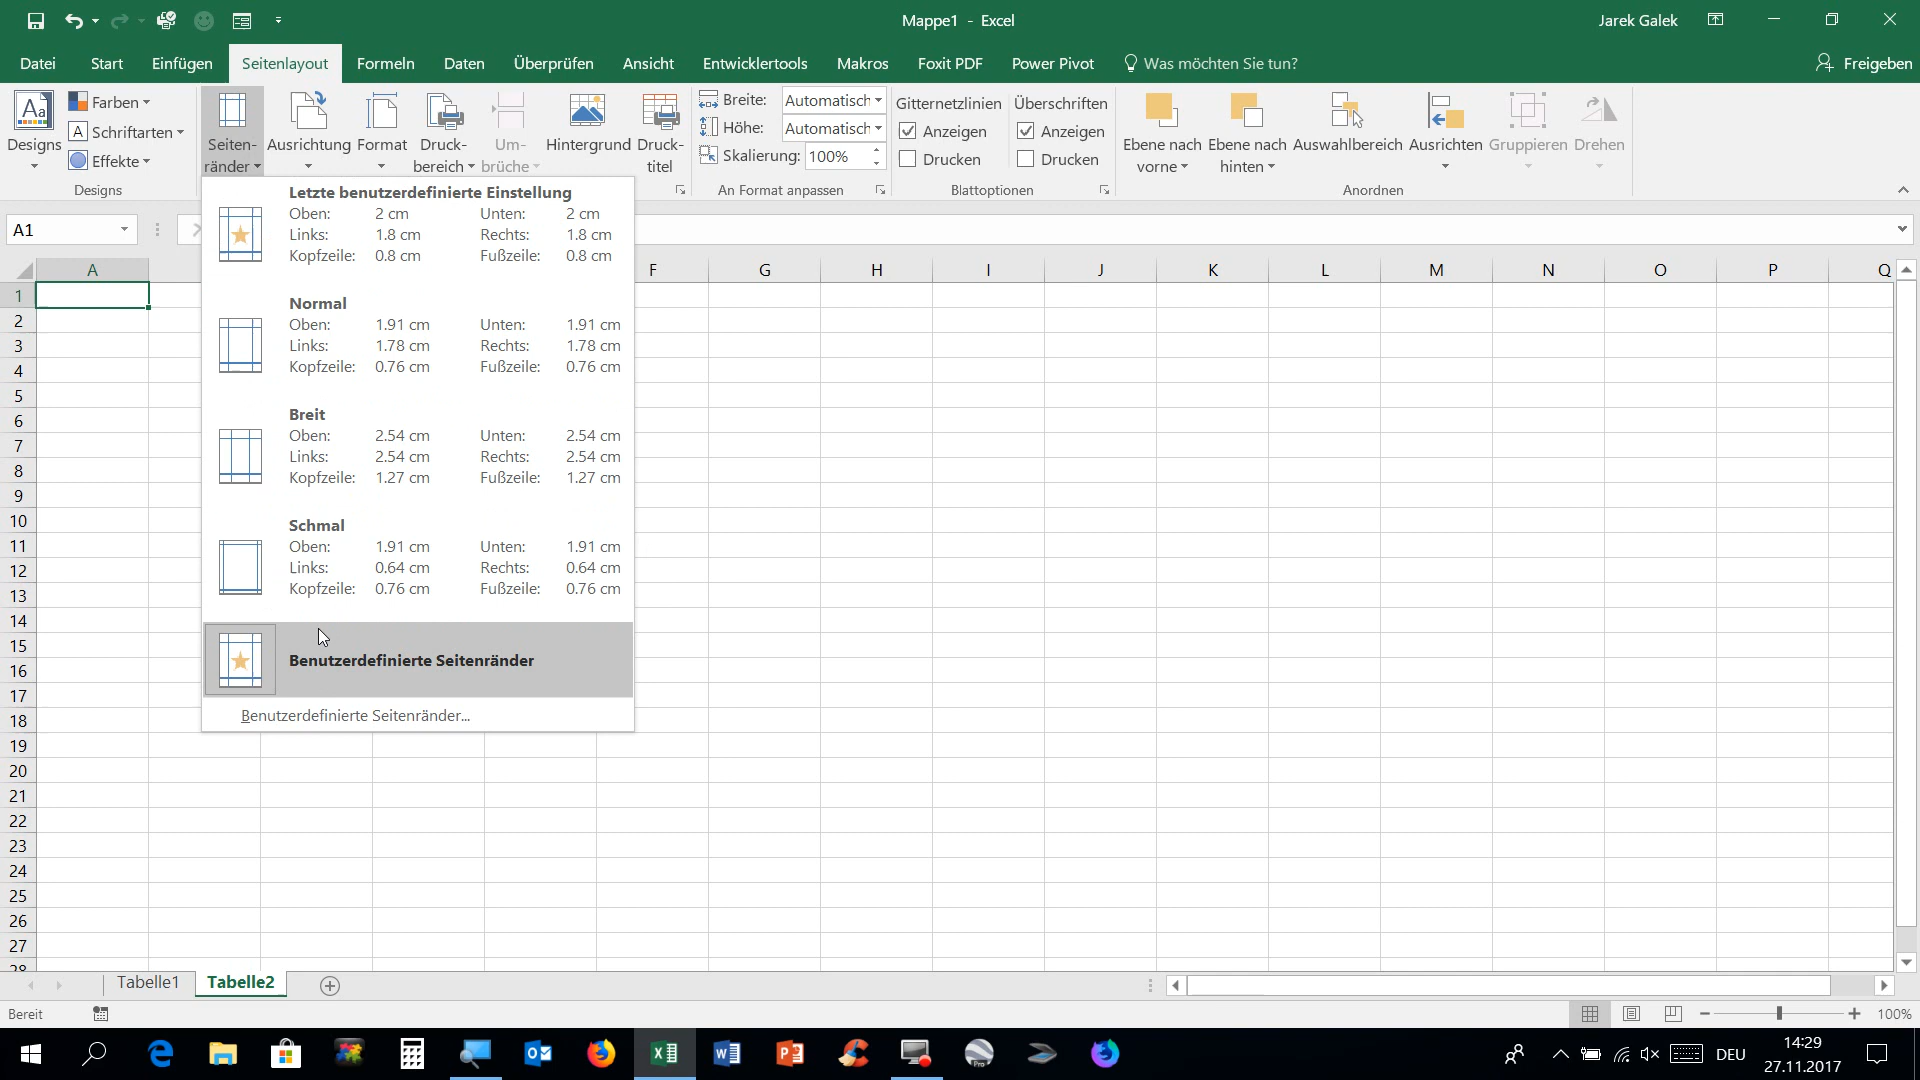 Mappe1 - Excel
Jarek Galek
Datei Start Einfügen Seitenlayout Formeln Daten Überprüfen Ansicht Entwicklertools Makros Foxit PDF Power Pivot Was möchten Sie tun? Freigeben
Aa Farben Breite: Automatisch Gitternetzlinien Überschriften
A Schriftarten Höhe: Automatisch Anzeigen Anzeigen
Designs Seiten- Ausrichtung Format Druck- Um- Hintergrund Druck- Ebene nach Ebene nach Auswahlbereich Ausrichten Gruppieren Drehen
Effekte ränder bereich brüche titel Skalierung: 100% Drucken Drucken vorne hinten
Designs An Format anpassen Blattoptionen Anordnen
A1
Letzte benutzerdefinierte Einstellung
Oben: 2 cm Unten: 2 cm
Links: 1.8 cm Rechts: 1.8 cm
Kopfzeile: 0.8 cm Fußzeile: 0.8 cm
Normal
Oben: 1.91 cm Unten: 1.91 cm
Links: 1.78 cm Rechts: 1.78 cm
Kopfzeile: 0.76 cm Fußzeile: 0.76 cm
Breit
Oben: 2.54 cm Unten: 2.54 cm
Links: 2.54 cm Rechts: 2.54 cm
Kopfzeile: 1.27 cm Fußzeile: 1.27 cm
Schmal
Oben: 1.91 cm Unten: 1.91 cm
Links: 0.64 cm Rechts: 0.64 cm
Kopfzeile: 0.76 cm Fußzeile: 0.76 cm
Benutzerdefinierte Seitenränder
Benutzerdefinierte Seitenränder...
A F G H I J K L M N O P Q
1
2
3
4
5
6
7
8
9
10
11
12
13
14
15
16
17
18
19
20
21
22
23
24
25
26
27
28
Tabelle1 Tabelle2
Bereit 100%
DEU 14:29
27.11.2017